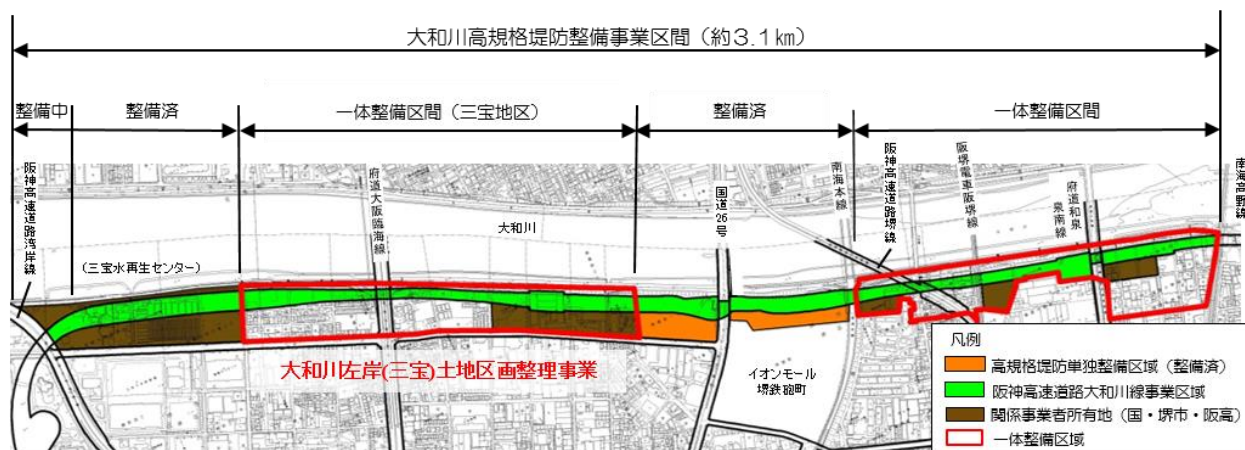 大和川高規格堤防整備事業区間（約3.1㎞）
整備中
整備済
一体整備区間（三宝地区）
整備済
一体整備区間
阪神高速道路湾岸線
府道大阪臨海線
国道26号
南海本線
阪神高速道路堺線
阪堺電車阪堺線
府道和泉
泉南線
南海高野線
大和川
（三宝水再生センター）
大和川左岸(三宝)土地区画整理事業
イオンモール
堺鉄砲町
凡例
高規格堤防単独整備区域（整備済）
阪神高速道路大和川線事業区域
関係事業者所有地（国・堺市・阪高）
一体整備区域